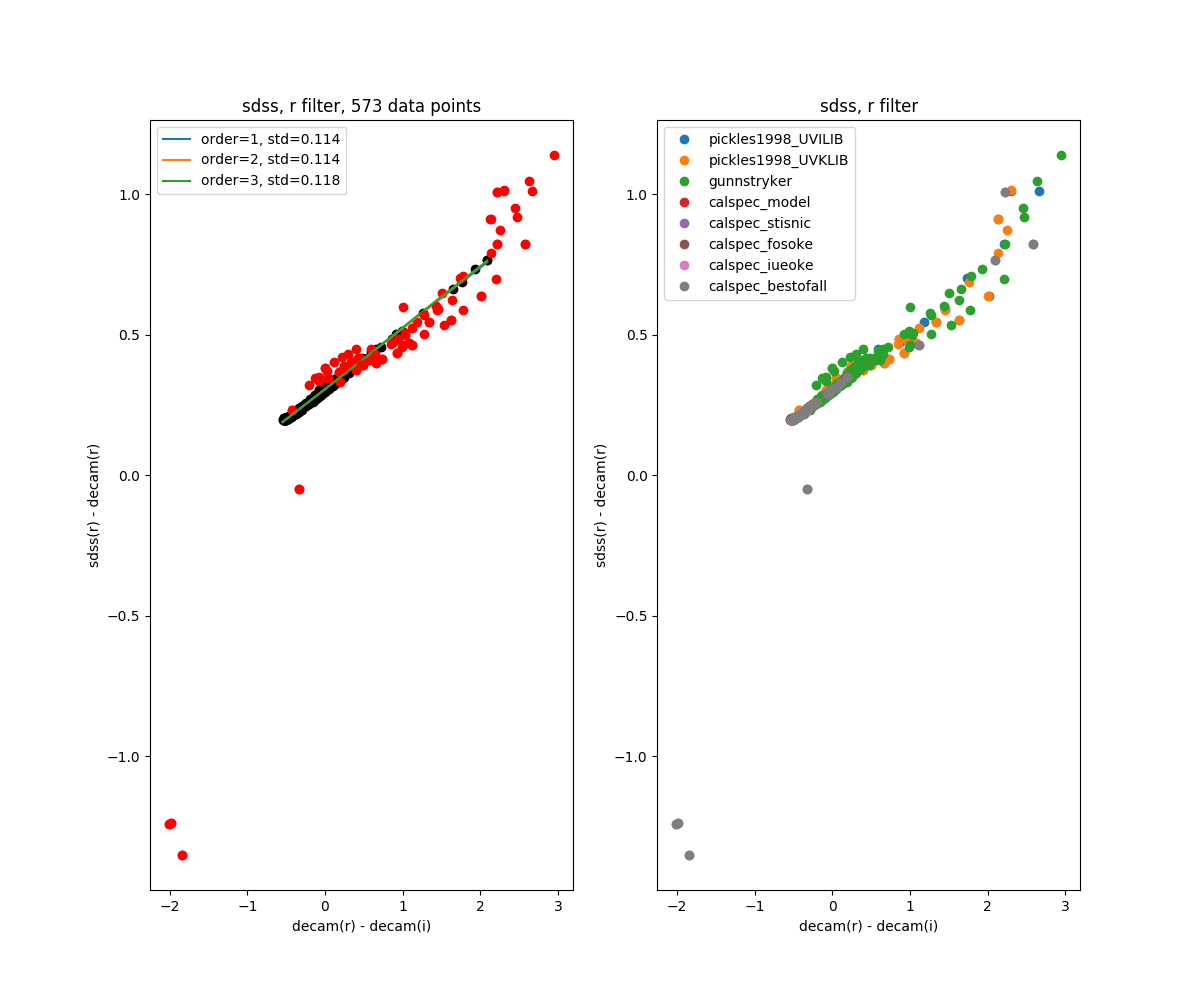 sdss, r filter, 573 data points
order=1, std=0.114
order=2, std=0.114
order=3, std=0.118
sdss(r) - decam(r)
1.0
0.5
0.0
−0.5
−1.0
−2
−1
0
1
2
3
decam(r) - decam(i)
sdss, r filter
pickles1998_UVILIB
pickles1998_UVKLIB
gunnstryker
calspec_model
calspec_stisnic
calspec_fosoke
calspec_iueoke
calspec_bestofall
sdss(r) - decam(r)
1.0
0.5
0.0
−0.5
−1.0
−2
−1
0
1
2
3
decam(r) - decam(i)